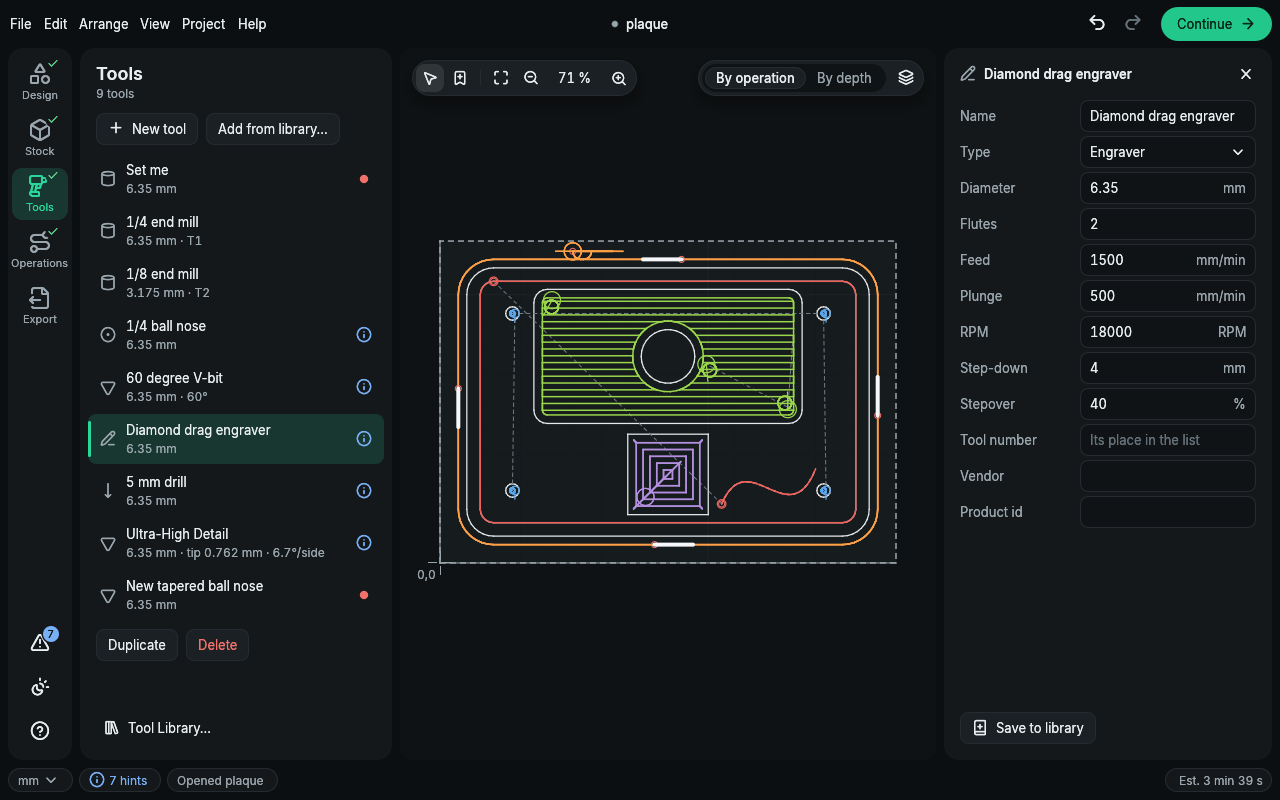 File Edit Arrange View Project Help
plaque
Continue
Design
Stock
Tools
Operations
Export
7
Tools
9 tools
New tool
Add from library...
Set me
6.35 mm
1/4 end mill
6.35 mm · T1
1/8 end mill
3.175 mm · T2
1/4 ball nose
6.35 mm
60 degree V-bit
6.35 mm · 60°
Diamond drag engraver
6.35 mm
5 mm drill
6.35 mm
Ultra-High Detail
6.35 mm · tip 0.762 mm · 6.7°/side
New tapered ball nose
6.35 mm
Duplicate
Delete
Tool Library...
71 %
By operation
By depth
0,0
Diamond drag engraver
Name Diamond drag engraver
Type Engraver
Diameter 6.35 mm
Flutes 2
Feed 1500 mm/min
Plunge 500 mm/min
RPM 18000 RPM
Step-down 4 mm
Stepover 40 %
Tool number Its place in the list
Vendor
Product id
Save to library
mm
7 hints
Opened plaque
Est. 3 min 39 s